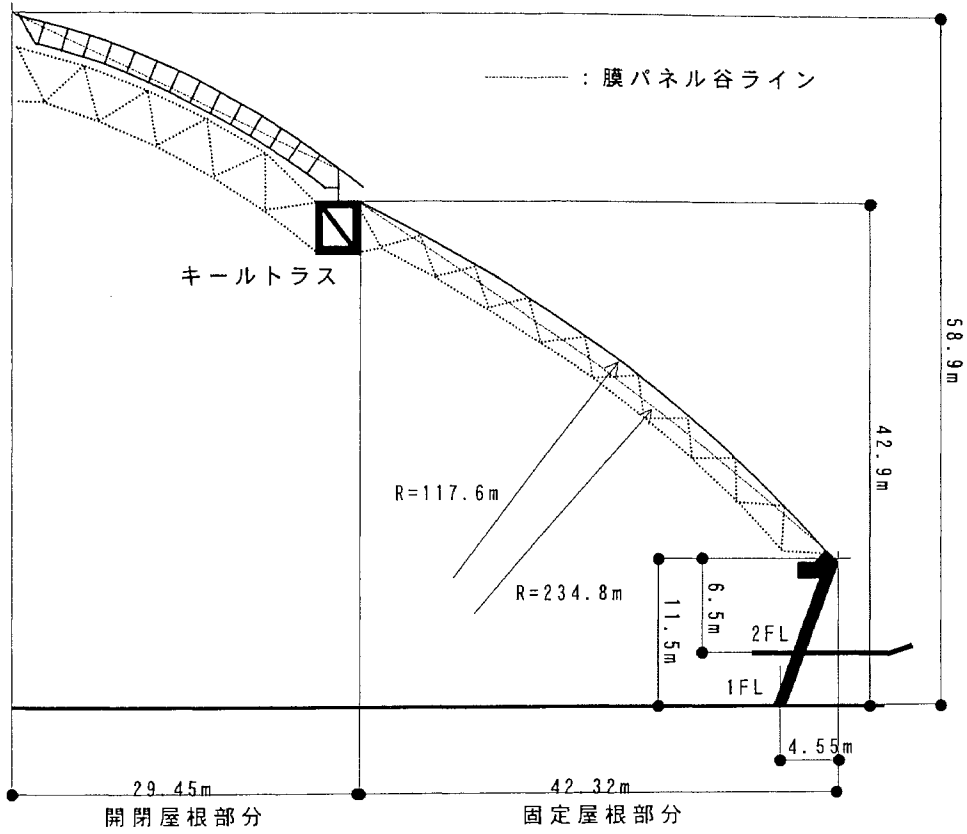 : 膜パネル谷ライン
キールトラス
58.9m
42.9m
R=117.6m
R=234.8m
6.5m
11.5m
2FL
1FL
4.55m
29.45m
42.32m
開閉屋根部分
固定屋根部分